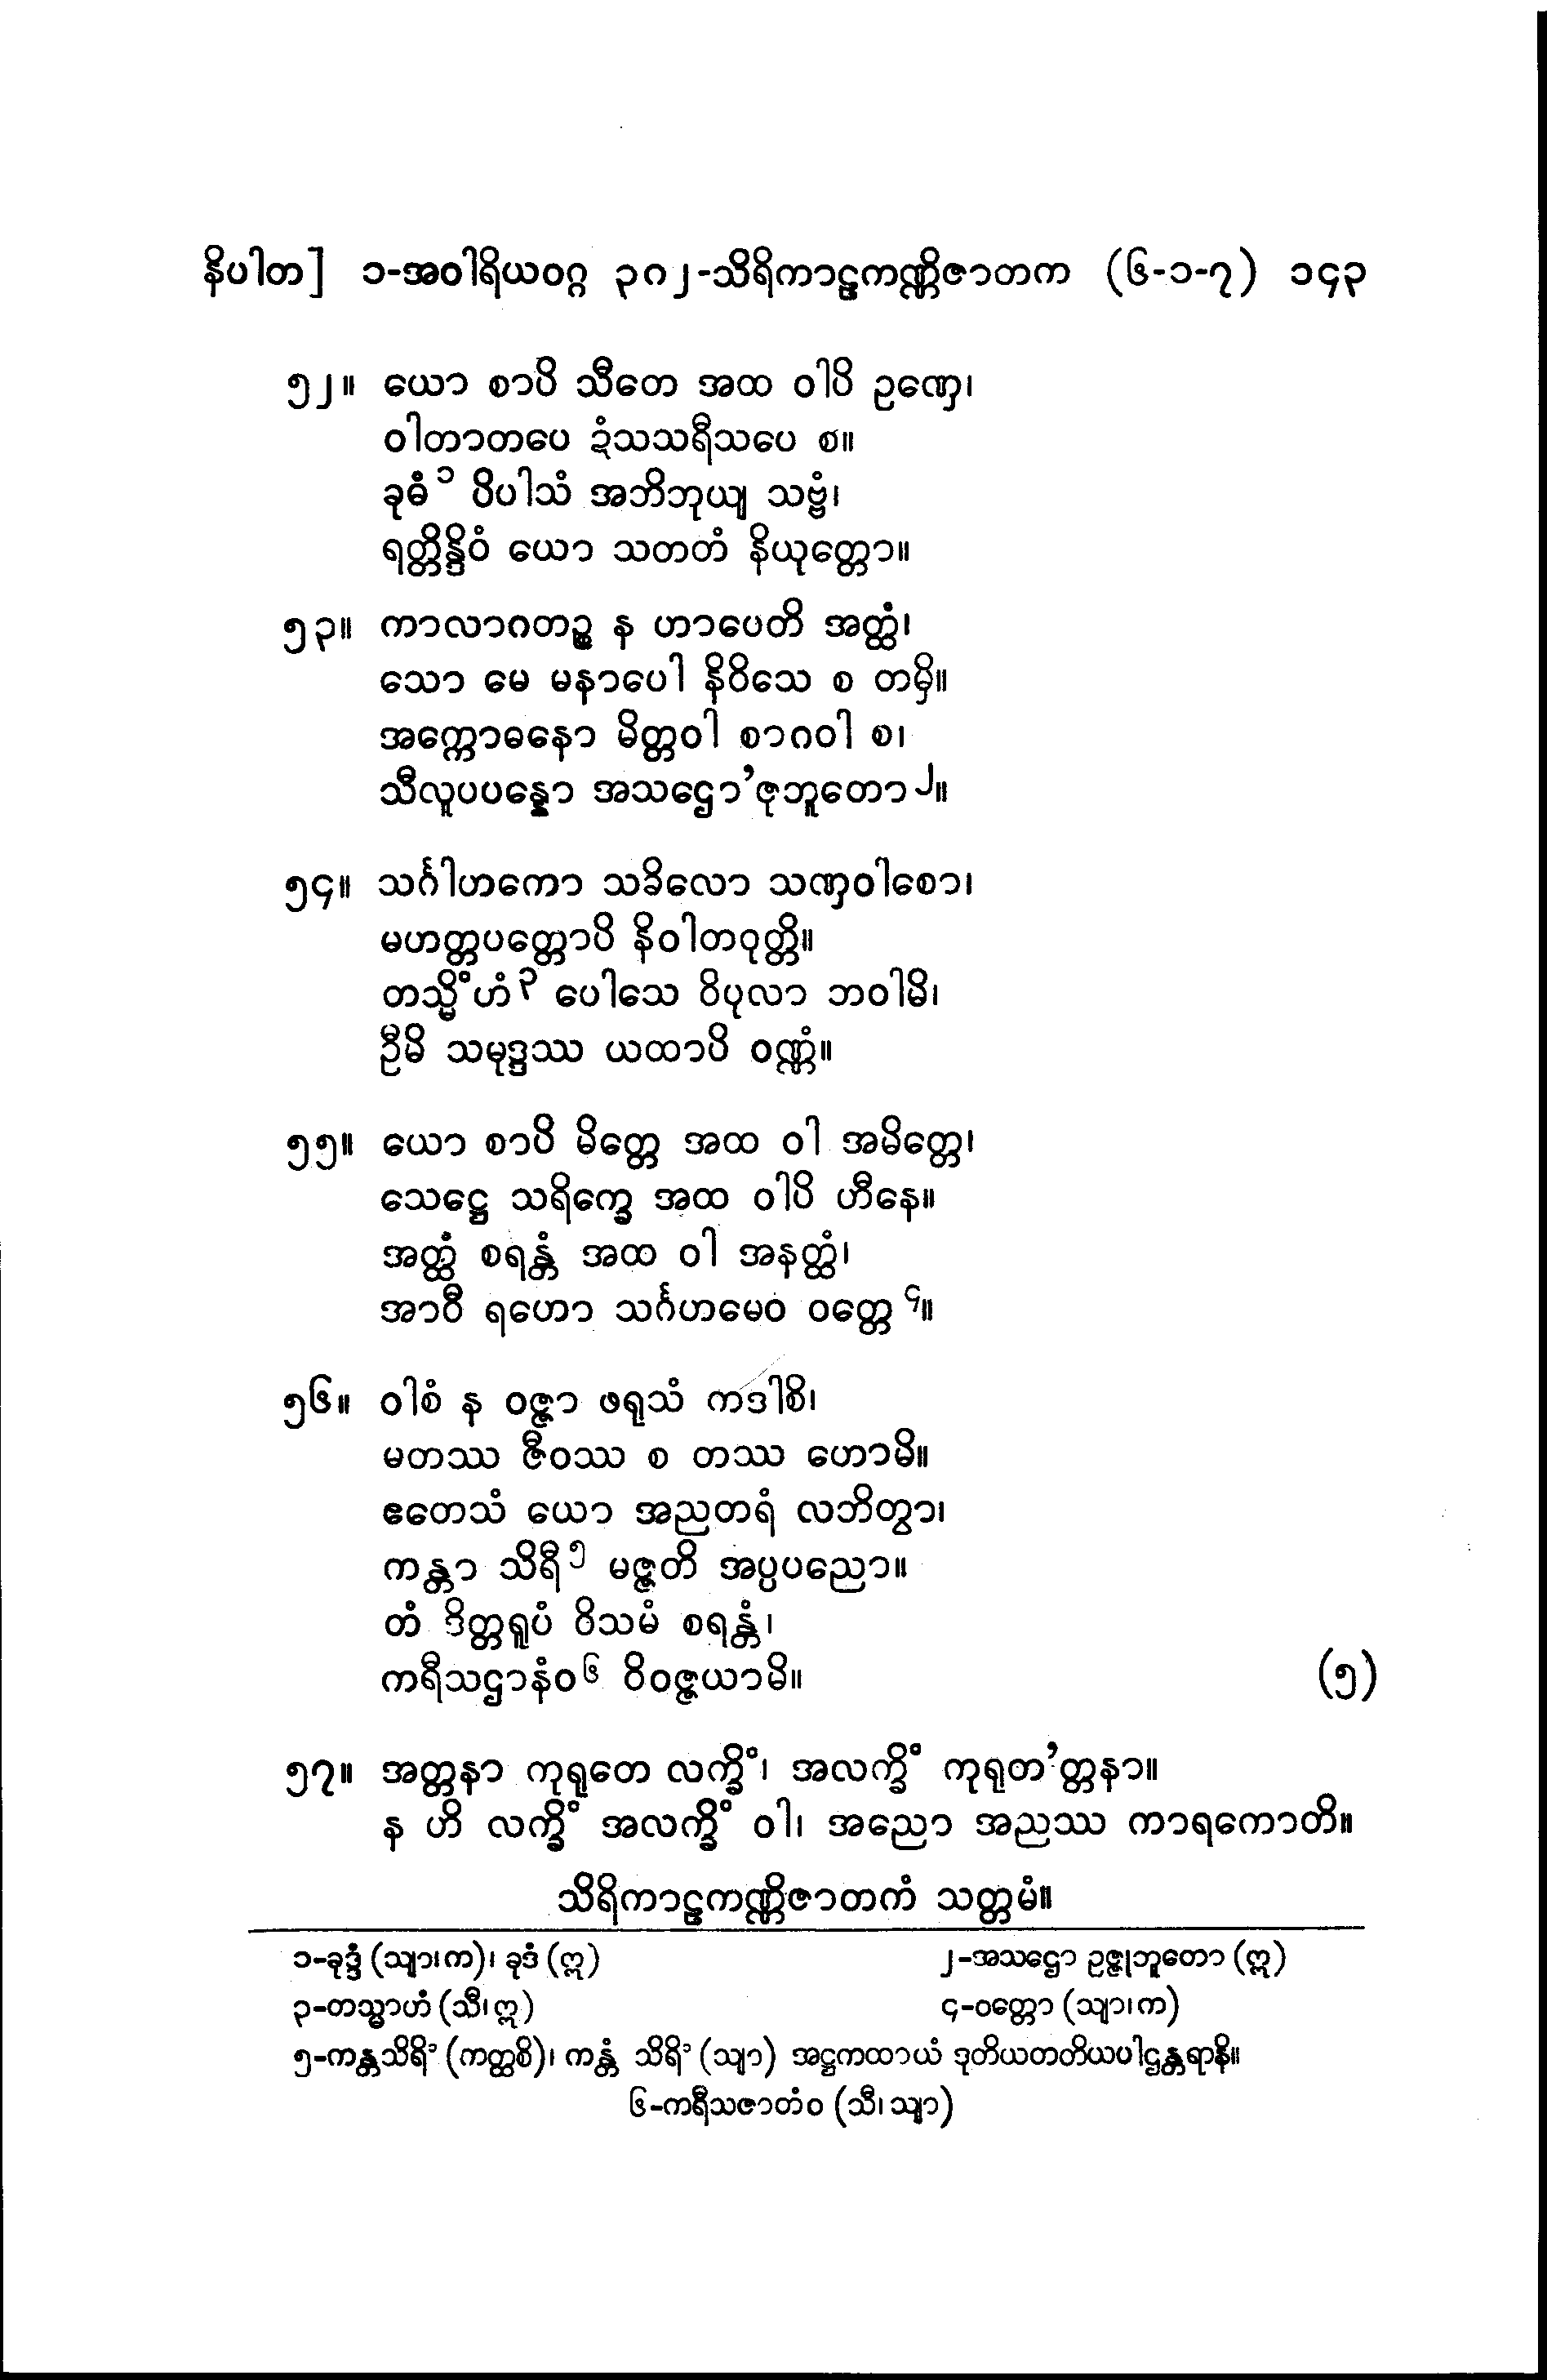 နိပါတ] ၁-အဝါရိယဝဂ္ဂ ၃၈၂-သိရိကာဠကဏ္ဏိဇာတက (၆-၁-၇) ၁၄၃
၅၂။ ယော စာပိ သီတေ အထ ဝါပိ ဥဏှေ၊
ဝါတာတပေ ဍံသသရီသပေ စ။
ခုဓံ ၁ ပိပါသံ အဘိဘုယျ သဗ္ဗံ၊
ရတ္တိန္ဒိဝံ ယော သတတံ နိယုတ္တော။
၅၃။ ကာလာဂတဉ္စ န ဟာပေတိ အတ္ထံ၊
သော မေ မနာပေါ နိဝိသေ စ တမှိ။
အက္ကောဓနော မိတ္တဝါ စာဂဝါ စ၊
သီလူပပန္နော အသဌော’ဇုဘူတော ၂။
၅၄။ သင်္ဂါဟကော သခိလော သဏှဝါစော၊
မဟတ္တပတ္တောပိ နိဝါတဝုတ္တိ။
တသ္မိံဟံ ၃ ပေါသေ ဝိပုလာ ဘဝါမိ၊
ဦမိ သမုဒ္ဒဿ ယထာပိ ဝဏ္ဏံ။
၅၅။ ယော စာပိ မိတ္တေ အထ ဝါ အမိတ္တေ၊
သေဋ္ဌေ သရိက္ခေ အထ ဝါပိ ဟီနေ။
အတ္ထံ စရန္တံ အထ ဝါ အနတ္ထံ၊
အာဝီ ရဟော သင်္ဂဟမေဝ ဝတ္တေ ၄။
၅၆။ ဝါစံ န ဝဇ္ဇာ ဖရုသံ ကဒါစိ၊
မတဿ ဇီဝဿ စ တဿ ဟောမိ။
ဧတေသံ ယော အညတရံ လဘိတွာ၊
ကန္တာ သိရီ ၅ မဇ္ဇတိ အပ္ပပညော။
တံ ဒိတ္တရူပံ ဝိသမံ စရန္တံ၊
ကရီသဌာနံဝ ၆ ဝိဝဇ္ဇယာမိ။ (၅)
၅၇။ အတ္တနာ ကုရုတေ လက္ခိံ၊ အလက္ခိံ ကုရုတ’တ္တနာ။
န ဟိ လက္ခိံ အလက္ခိံ ဝါ၊ အညော အညဿ ကာရကောတိ။
သိရိကာဠကဏ္ဏိဇာတကံ သတ္တမံ။
၁-ခုဒ္ဒံ (သျာ၊က)၊ ခုဒံ (ဣ) ၂-အသဌော ဥဇ္ဇုဘူတော (ဣ)
၃-တသ္မာဟံ (သီ၊ဣ) ၄-ဝတ္တော (သျာ၊က)
၅-ကန္တသိရိံ (ကတ္ထစိ)၊ ကန္တံ သိရိံ (သျာ) အဋ္ဌကထာယံ ဒုတိယတတိယပါဌန္တရာနိ။
၆-ကရီသဇာတံဝ (သီ၊သျာ)